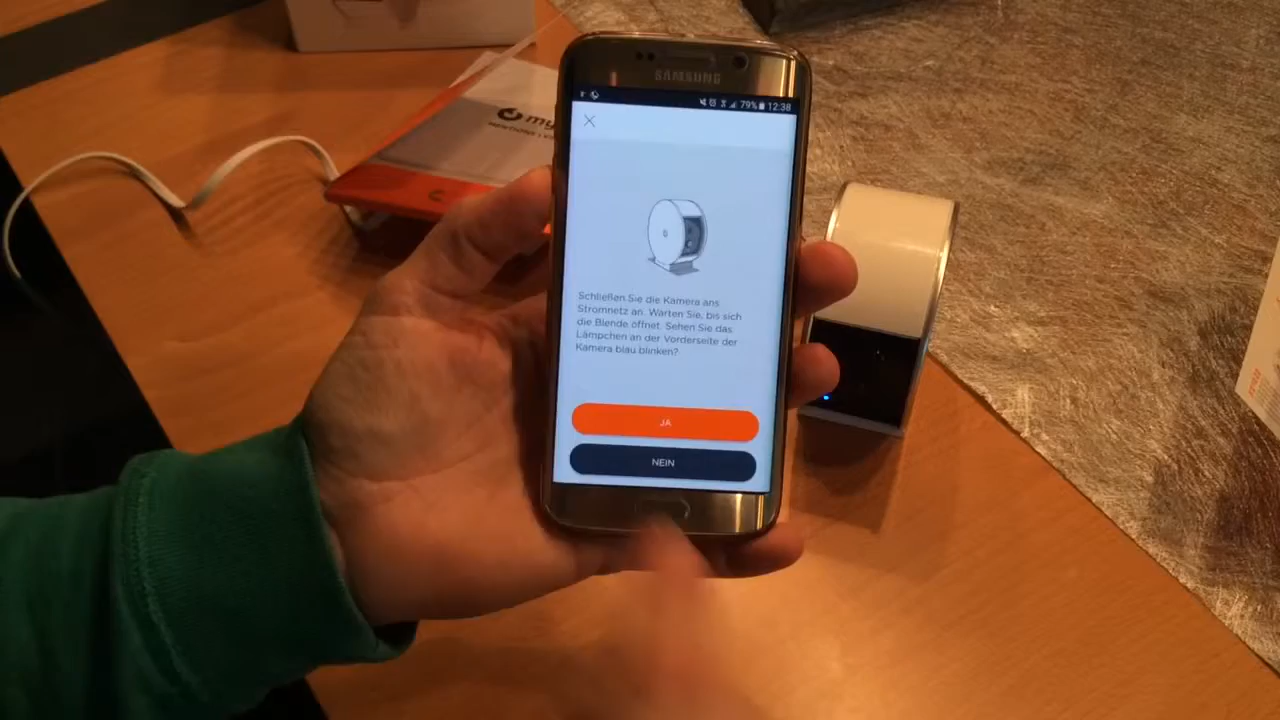 SAMSUNG
79% 12:38
my
Schließen Sie die Kamera ans
Stromnetz an. Warten Sie, bis sich
die Blende öffnet. Sehen Sie das
Lämpchen an der Vorderseite der
Kamera blau blinken?
JA
NEIN